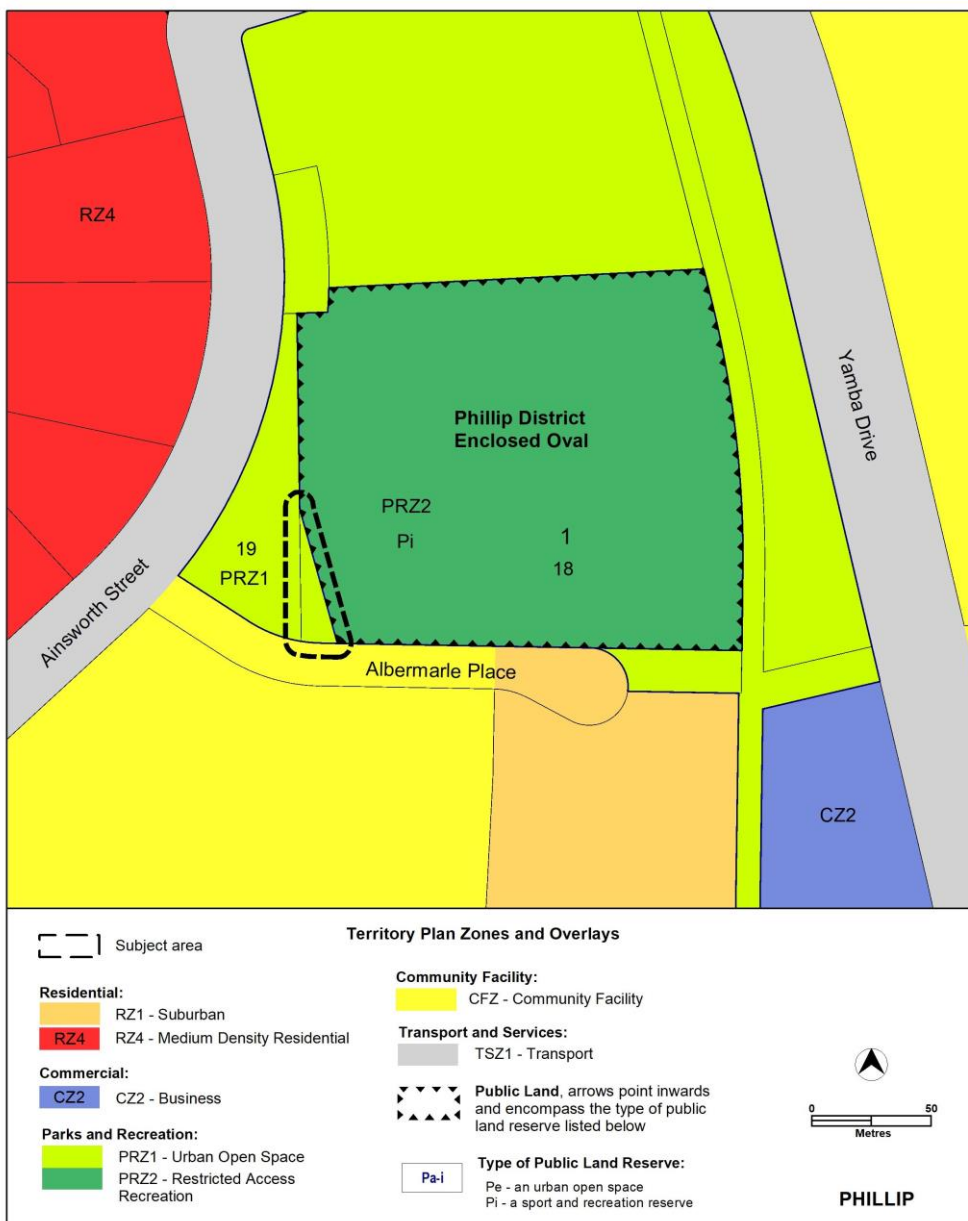 RZ4
Yamba Drive
Phillip District
Enclosed Oval
PRZ2
Pi
1
18
19
PRZ1
Ainsworth Street
Albermarle Place
CZ2
Subject area
Territory Plan Zones and Overlays
Residential:
RZ1 - Suburban
RZ4
RZ4 - Medium Density Residential
Commercial:
CZ2
CZ2 - Business
Parks and Recreation:
PRZ1 - Urban Open Space
PRZ2 - Restricted Access
Recreation
Community Facility:
CFZ - Community Facility
Transport and Services:
TSZ1 - Transport
Public Land, arrows point inwards
and encompass the type of public
land reserve listed below
Pa-i
Type of Public Land Reserve:
Pe - an urban open space
Pi - a sport and recreation reserve
0 50
Metres
PHILLIP